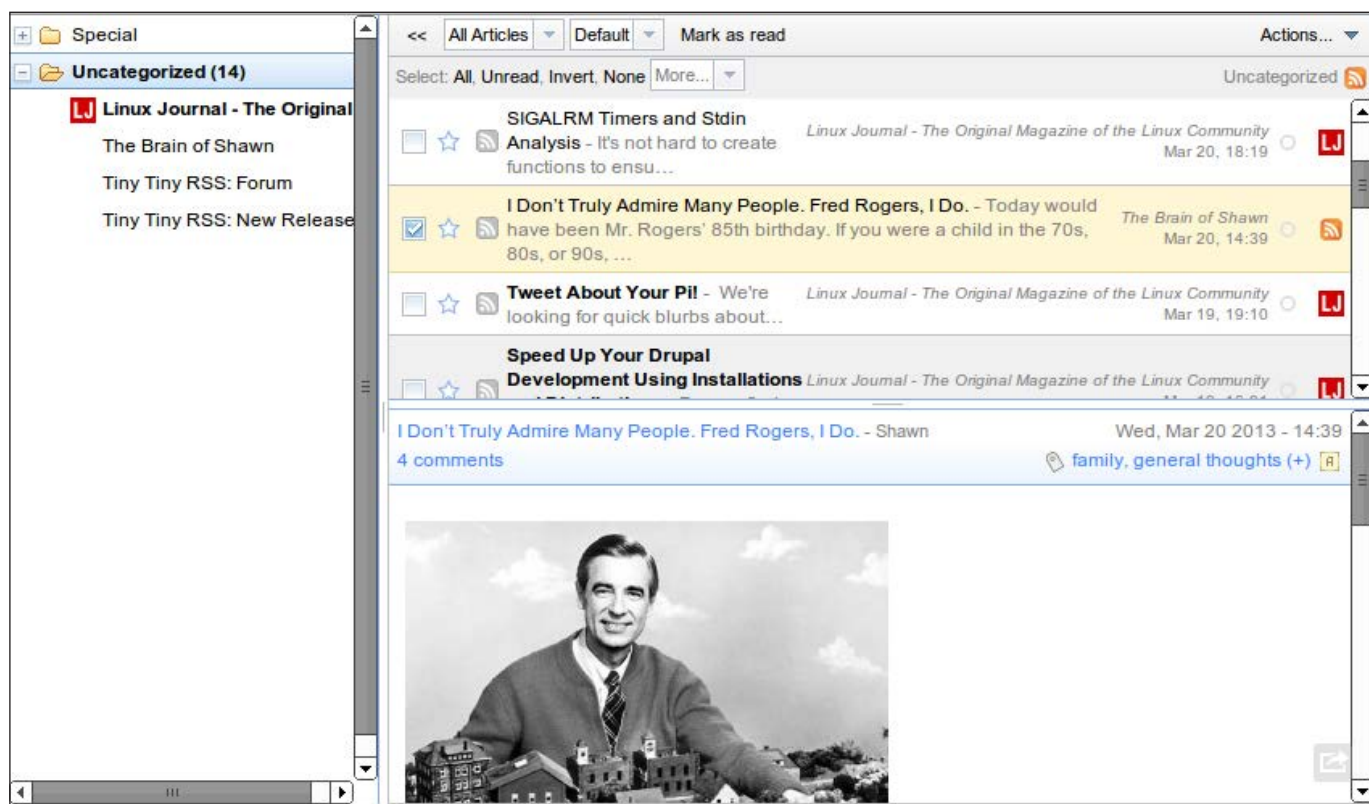 Special
Uncategorized (14)
LJ Linux Journal - The Original
The Brain of Shawn
Tiny Tiny RSS: Forum
Tiny Tiny RSS: New Release
<< All Articles Default Mark as read Actions...
Select: All, Unread, Invert, None More... Uncategorized
SIGALRM Timers and Stdin
Analysis - It's not hard to create
functions to ensu…
Linux Journal - The Original Magazine of the Linux Community
Mar 20, 18:19
LJ
I Don’t Truly Admire Many People. Fred Rogers, I Do. - Today would
have been Mr. Rogers’ 85th birthday. If you were a child in the 70s,
80s, or 90s, …
The Brain of Shawn
Mar 20, 14:39
Tweet About Your Pi! - We're
looking for quick blurbs about…
Linux Journal - The Original Magazine of the Linux Community
Mar 19, 19:10
LJ
Speed Up Your Drupal
Development Using Installations
Linux Journal - The Original Magazine of the Linux Community
LJ
I Don’t Truly Admire Many People. Fred Rogers, I Do. - Shawn
Wed, Mar 20 2013 - 14:39
4 comments
family, general thoughts (+)